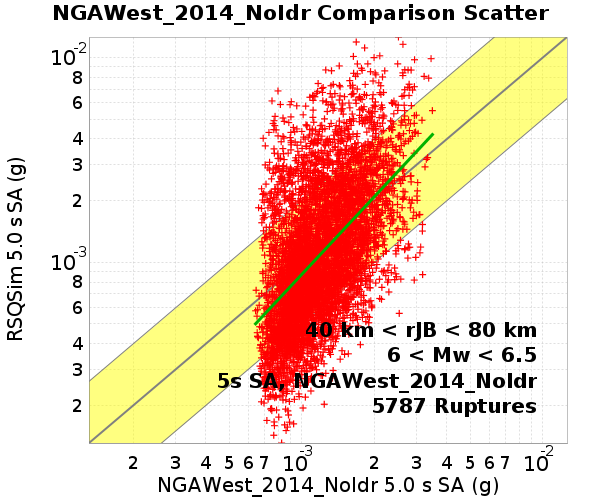 NGAWest_2014_NoIdr Comparison Scatter
RSQSim 5.0 s SA (g)
10-2
8
6
4
3
2
10-3
8
6
4
3
2
40 km < rJB < 80 km
6 < Mw < 6.5
5s SA, NGAWest_2014_NoIdr
5787 Ruptures
2 3 4 5 6 7 10-3 2 3 4 5 6 7 8 10-2
NGAWest_2014_NoIdr 5.0 s SA (g)